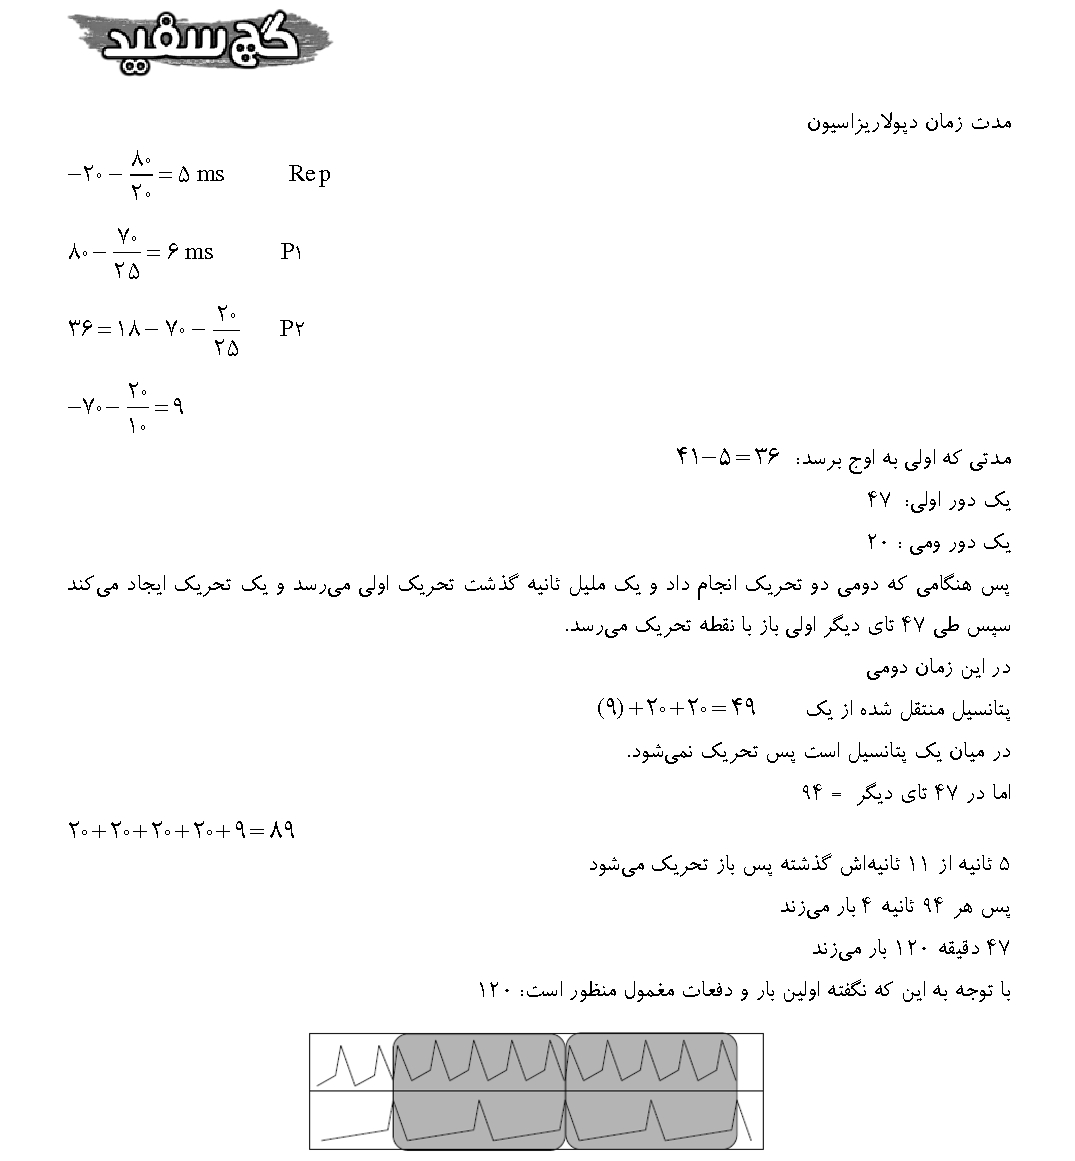 گچ سفید
مدت زمان دپولاریزاسیون
−۲۰ − ۸۰/۲۰ = ۵ ms Rep
۸۰ − ۷۰/۲۵ = ۶ ms P۱
۳۶ = ۱۸ − ۷۰ − ۲۰/۲۵ P۲
−۷۰ − ۲۰/۱۰ = ۹
مدتی که اولی به اوج برسد: ۴۱−۵=۳۶
یک دور اولی: ۴۷
یک دور ومی : ۲۰
پس هنگامی که دومی دو تحریک انجام داد و یک ملیل ثانیه گذشت تحریک اولی می‌رسد و یک تحریک ایجاد می‌کند
سپس طی ۴۷ تای دیگر اولی باز با نقطه تحریک می‌رسد.
در این زمان دومی
پتانسیل منتقل شده از یک (۹)+۲۰+۲۰=۴۹
در میان یک پتانسیل است پس تحریک نمی‌شود.
اما در ۴۷ تای دیگر = ۹۴
۲۰+۲۰+۲۰+۲۰+۹=۸۹
۵ ثانیه از ۱۱ ثانیه‌اش گذشته پس باز تحریک می‌شود
پس هر ۹۴ ثانیه ۴ بار می‌زند
۴۷ دقیقه ۱۲۰ بار می‌زند
با توجه به این که نگفته اولین بار و دفعات مغمول منظور است: ۱۲۰